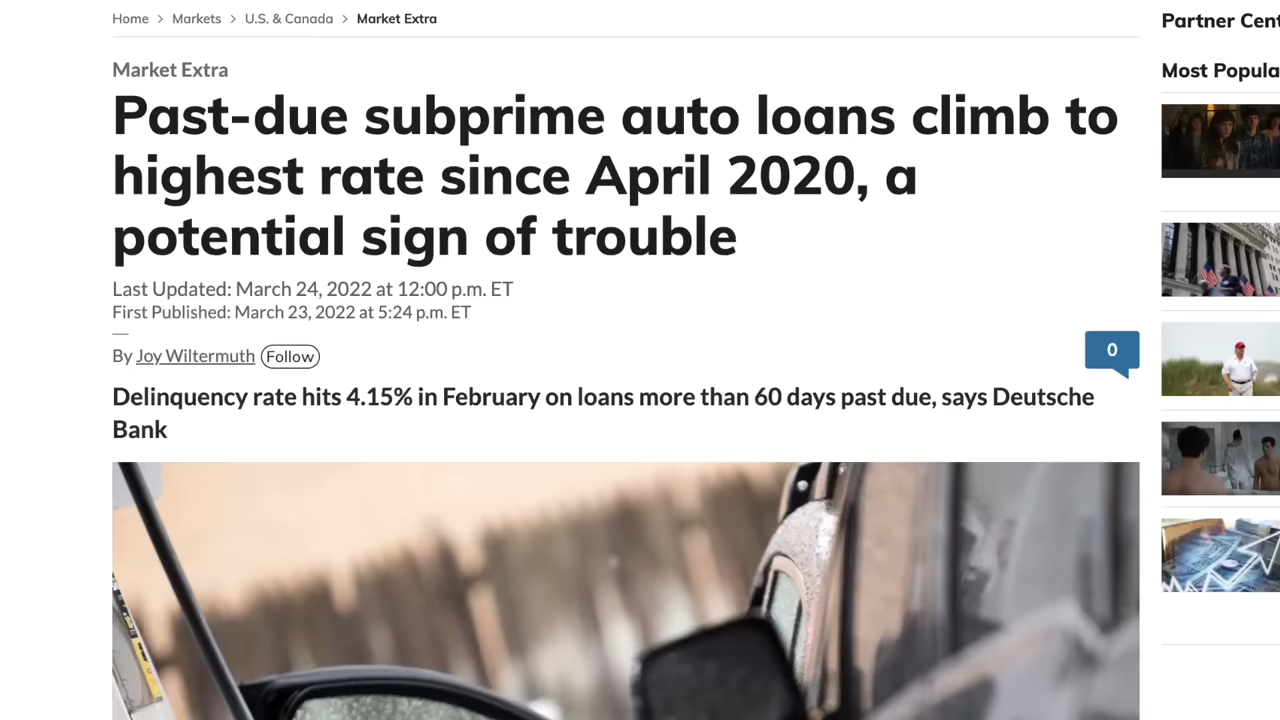 Home > Markets > U.S. & Canada > Market Extra
Market Extra
Past-due subprime auto loans climb to
highest rate since April 2020, a
potential sign of trouble
Last Updated: March 24, 2022 at 12:00 p.m. ET
First Published: March 23, 2022 at 5:24 p.m. ET
By Joy Wiltermuth Follow
0
Delinquency rate hits 4.15% in February on loans more than 60 days past due, says Deutsche
Bank
Partner Cent
Most Popula